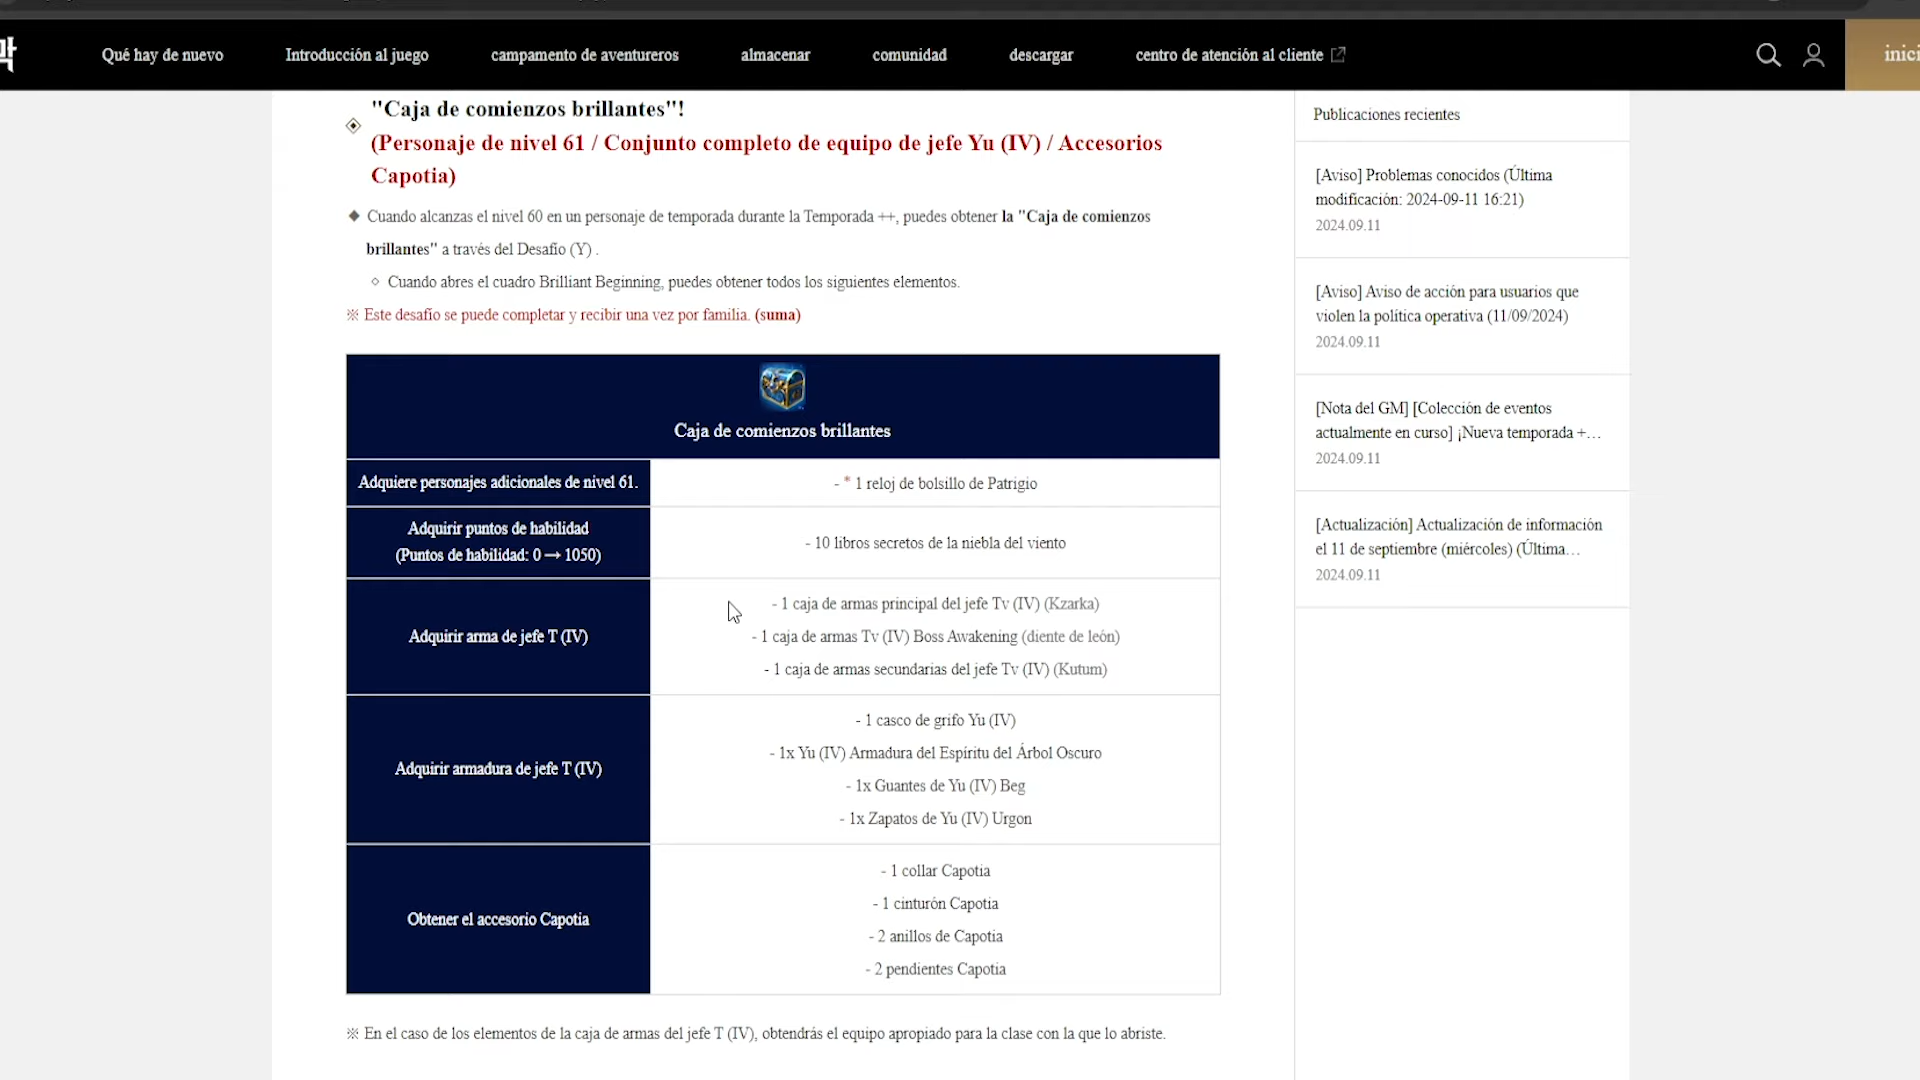 Qué hay de nuevo
Introducción al juego
campamento de aventureros
almacenar
comunidad
descargar
centro de atención al cliente
"Caja de comienzos brillantes"!
(Personaje de nivel 61 / Conjunto completo de equipo de jefe Yu (IV) / Accesorios
Capotia)
◆ Cuando alcanzas el nivel 60 en un personaje de temporada durante la Temporada ++, puedes obtener la "Caja de comienzos
brillantes" a través del Desafío (Y) .
◇ Cuando abres el cuadro Brilliant Beginning, puedes obtener todos los siguientes elementos.
※ Este desafío se puede completar y recibir una vez por familia. (suma)
Caja de comienzos brillantes
Adquiere personajes adicionales de nivel 61.
- * 1 reloj de bolsillo de Patrigio
Adquirir puntos de habilidad
(Puntos de habilidad: 0 → 1050)
- 10 libros secretos de la niebla del viento
Adquirir arma de jefe T (IV)
- 1 caja de armas principal del jefe Tv (IV) (Kzarka)
- 1 caja de armas Tv (IV) Boss Awakening (diente de león)
- 1 caja de armas secundarias del jefe Tv (IV) (Kutum)
Adquirir armadura de jefe T (IV)
- 1 casco de grifo Yu (IV)
- 1x Yu (IV) Armadura del Espíritu del Árbol Oscuro
- 1x Guantes de Yu (IV) Beg
- 1x Zapatos de Yu (IV) Urgon
Obtener el accesorio Capotia
- 1 collar Capotia
- 1 cinturón Capotia
- 2 anillos de Capotia
- 2 pendientes Capotia
※ En el caso de los elementos de la caja de armas del jefe T (IV), obtendrás el equipo apropiado para la clase con la que lo abriste.
Publicaciones recientes
[Aviso] Problemas conocidos (Última
modificación: 2024-09-11 16:21)
2024.09.11
[Aviso] Aviso de acción para usuarios que
violen la política operativa (11/09/2024)
2024.09.11
[Nota del GM] [Colección de eventos
actualmente en curso] ¡Nueva temporada +…
2024.09.11
[Actualización] Actualización de información
el 11 de septiembre (miércoles) (Última…
2024.09.11